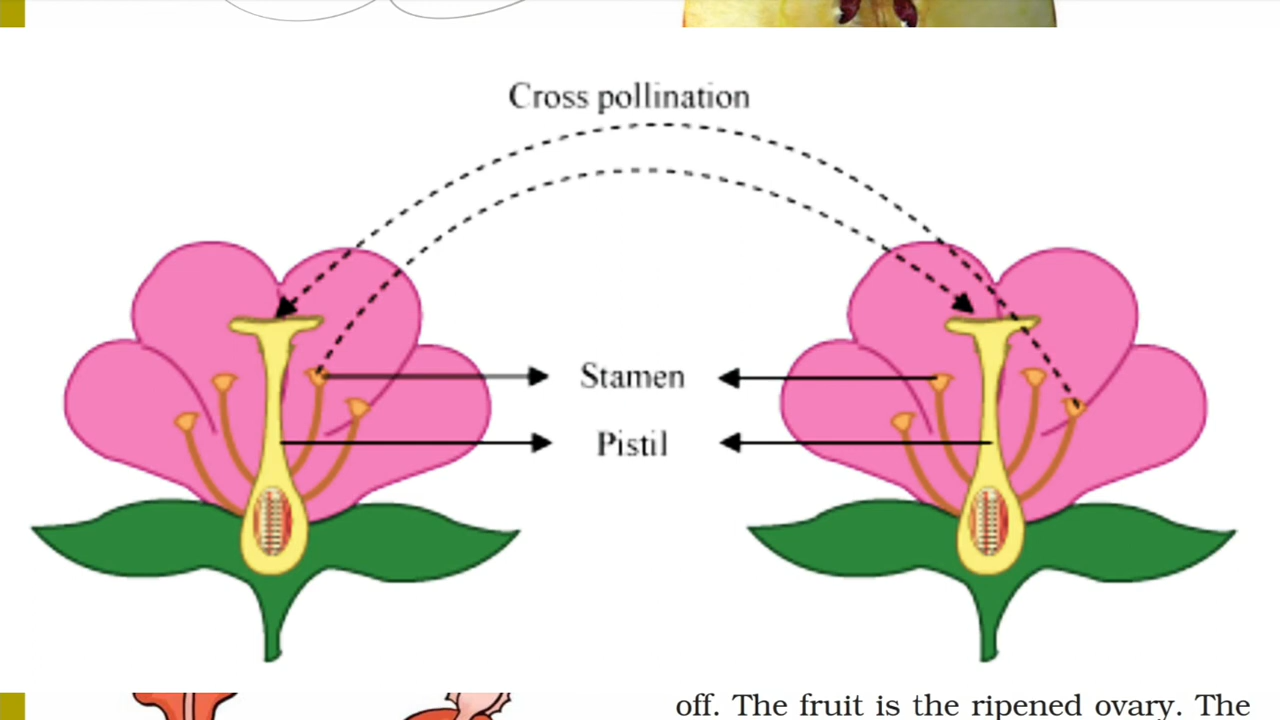 Cross pollination
Stamen
Pistil
off. The fruit is the ripened ovary. The